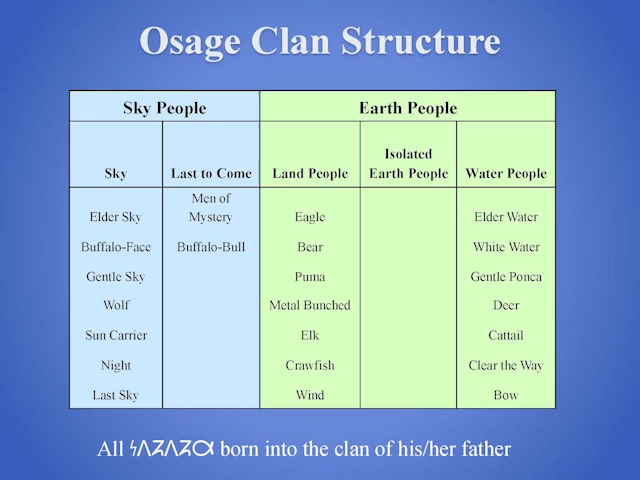 Osage Clan Structure
Sky People Earth People
Sky Last to Come Land People Isolated Earth People Water People
Elder Sky Men of Mystery Eagle Elder Water
Buffalo-Face Buffalo-Bull Bear White Water
Gentle Sky Puma Gentle Ponca
Wolf Metal Bunched Deer
Sun Carrier Elk Cattail
Night Crawfish Clear the Way
Last Sky Wind Bow
All 𐓏𐒰𐓓𐒰𐓓𐒷 born into the clan of his/her father